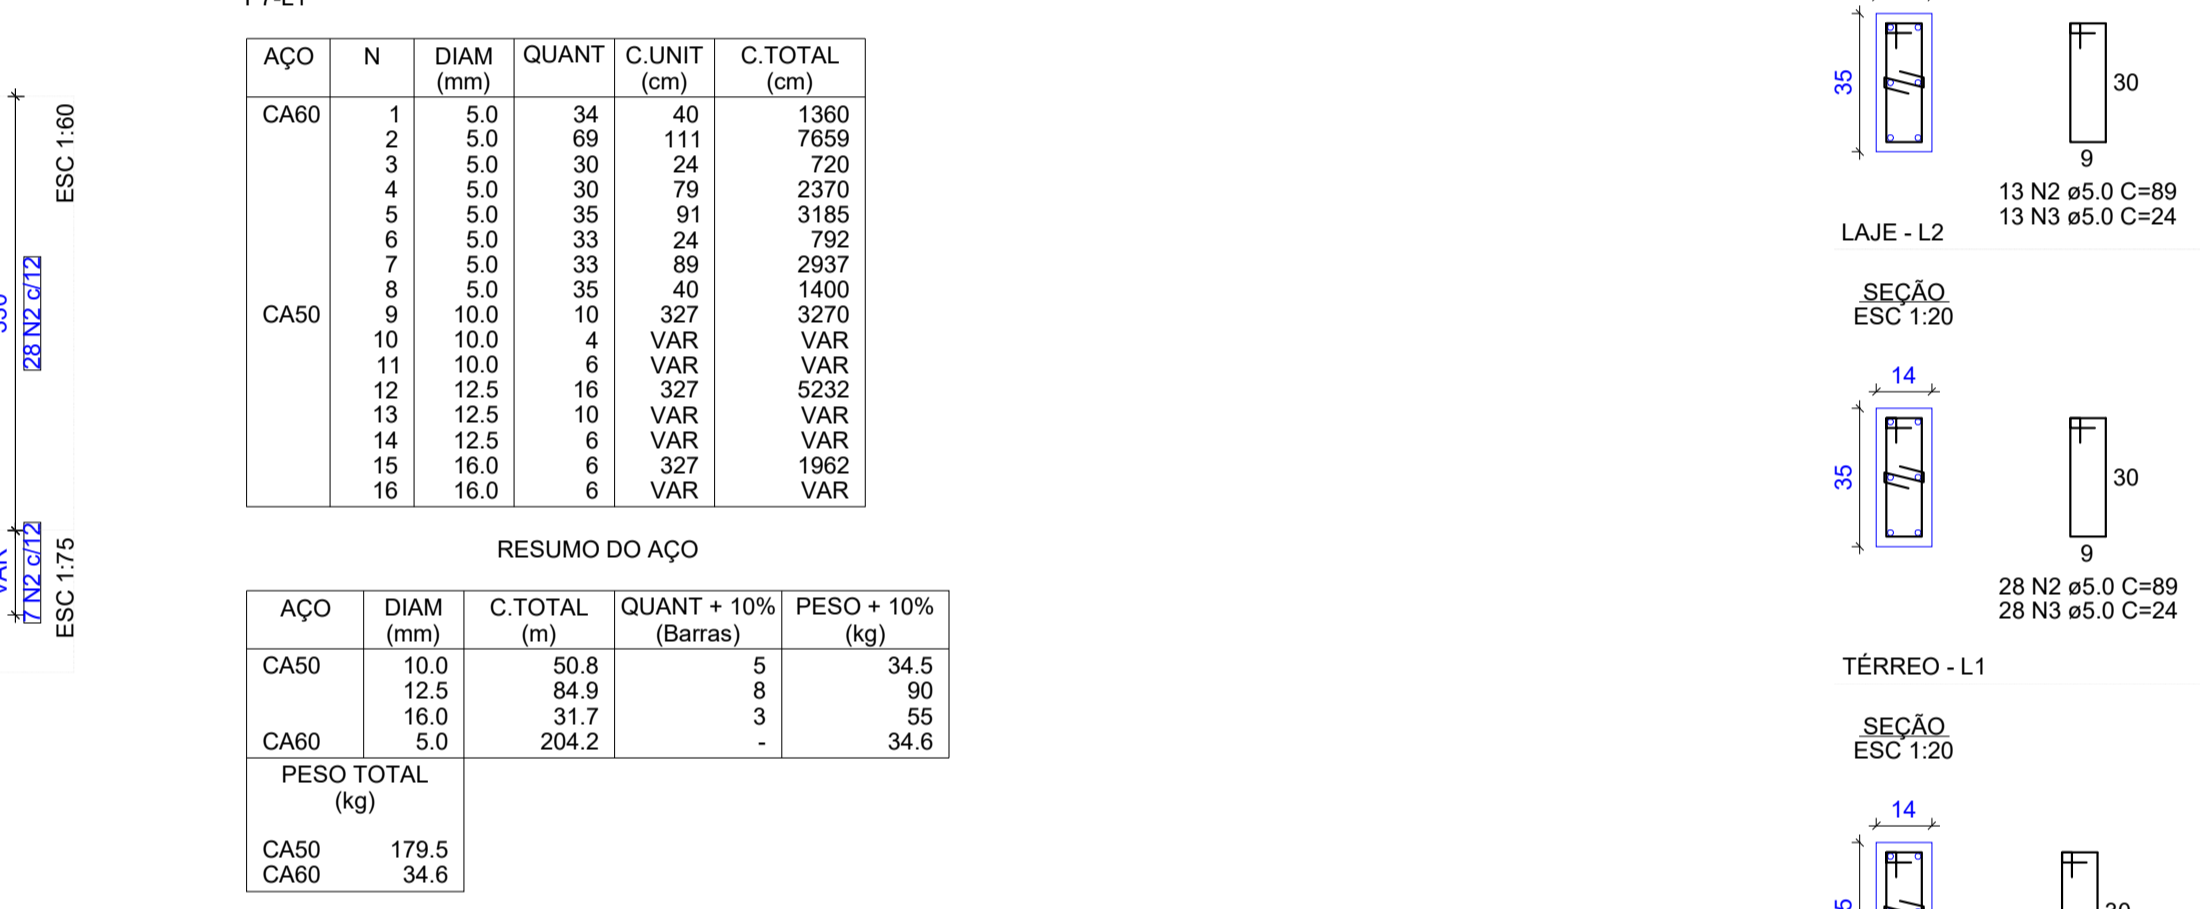 AÇO N DIAM QUANT C.UNIT C.TOTAL
(mm) (cm) (cm)
CA60 1 5.0 34 40 1360
2 5.0 69 111 7659
3 5.0 30 24 720
4 5.0 30 79 2370
5 5.0 35 91 3185
6 5.0 33 24 792
7 5.0 33 89 2937
8 5.0 35 40 1400
CA50 9 10.0 10 327 3270
10 10.0 4 VAR VAR
11 10.0 6 VAR VAR
12 12.5 16 327 5232
13 12.5 10 VAR VAR
14 12.5 6 VAR VAR
15 16.0 6 327 1962
16 16.0 6 VAR VAR
RESUMO DO AÇO
AÇO DIAM C.TOTAL QUANT + 10% PESO + 10%
(mm) (m) (Barras) (kg)
CA50 10.0 50.8 5 34.5
12.5 84.9 8 90
16.0 31.7 3 55
CA60 5.0 204.2 - 34.6
PESO TOTAL
(kg)
CA50 179.5
CA60 34.6
ESC 1:60
28 N2 c/12
7 N2 c/12
ESC 1:75
35
30
9
13 N2 ø5.0 C=89
13 N3 ø5.0 C=24
LAJE - L2
SEÇÃO
ESC 1:20
14
35
30
9
28 N2 ø5.0 C=89
28 N3 ø5.0 C=24
TÉRREO - L1
SEÇÃO
ESC 1:20
14